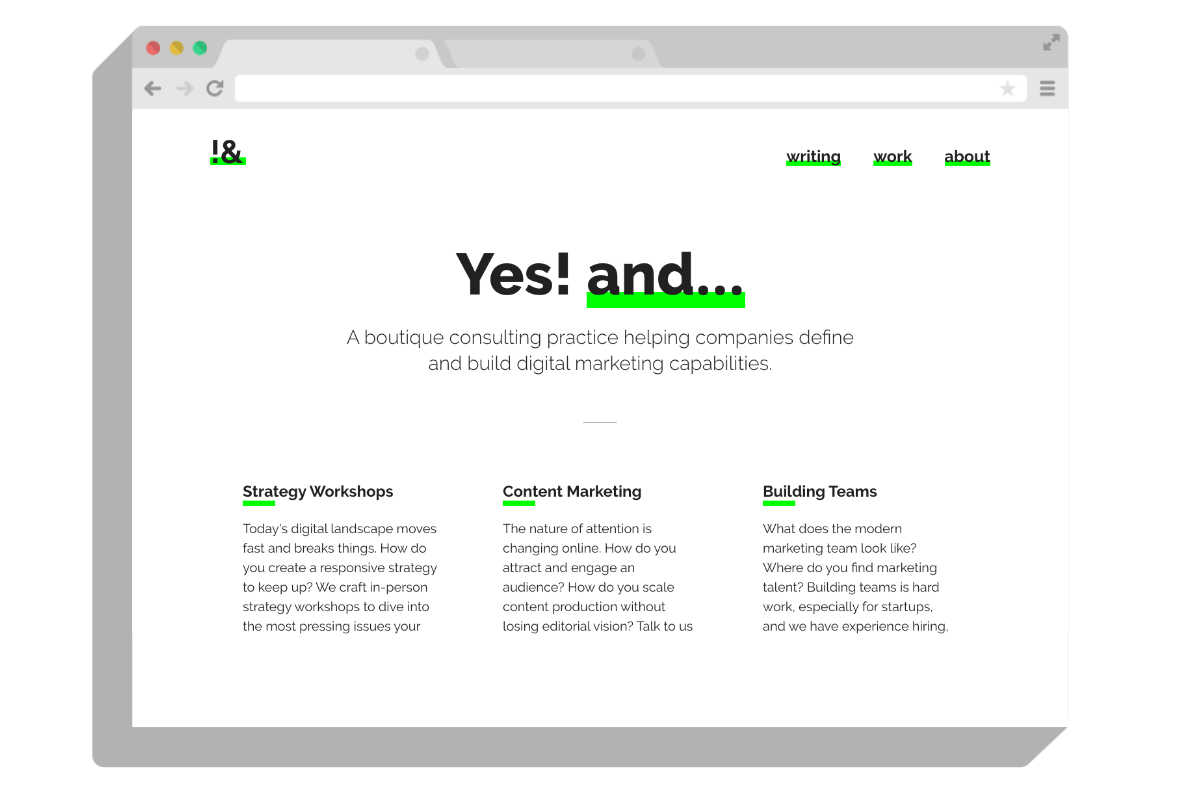 !&
writing work about
Yes! and...
A boutique consulting practice helping companies define
and build digital marketing capabilities.
Strategy Workshops
Today's digital landscape moves
fast and breaks things. How do
you create a responsive strategy
to keep up? We craft in-person
strategy workshops to dive into
the most pressing issues your
Content Marketing
The nature of attention is
changing online. How do you
attract and engage an
audience? How do you scale
content production without
losing editorial vision? Talk to us
Building Teams
What does the modern
marketing team look like?
Where do you find marketing
talent? Building teams is hard
work, especially for startups,
and we have experience hiring,